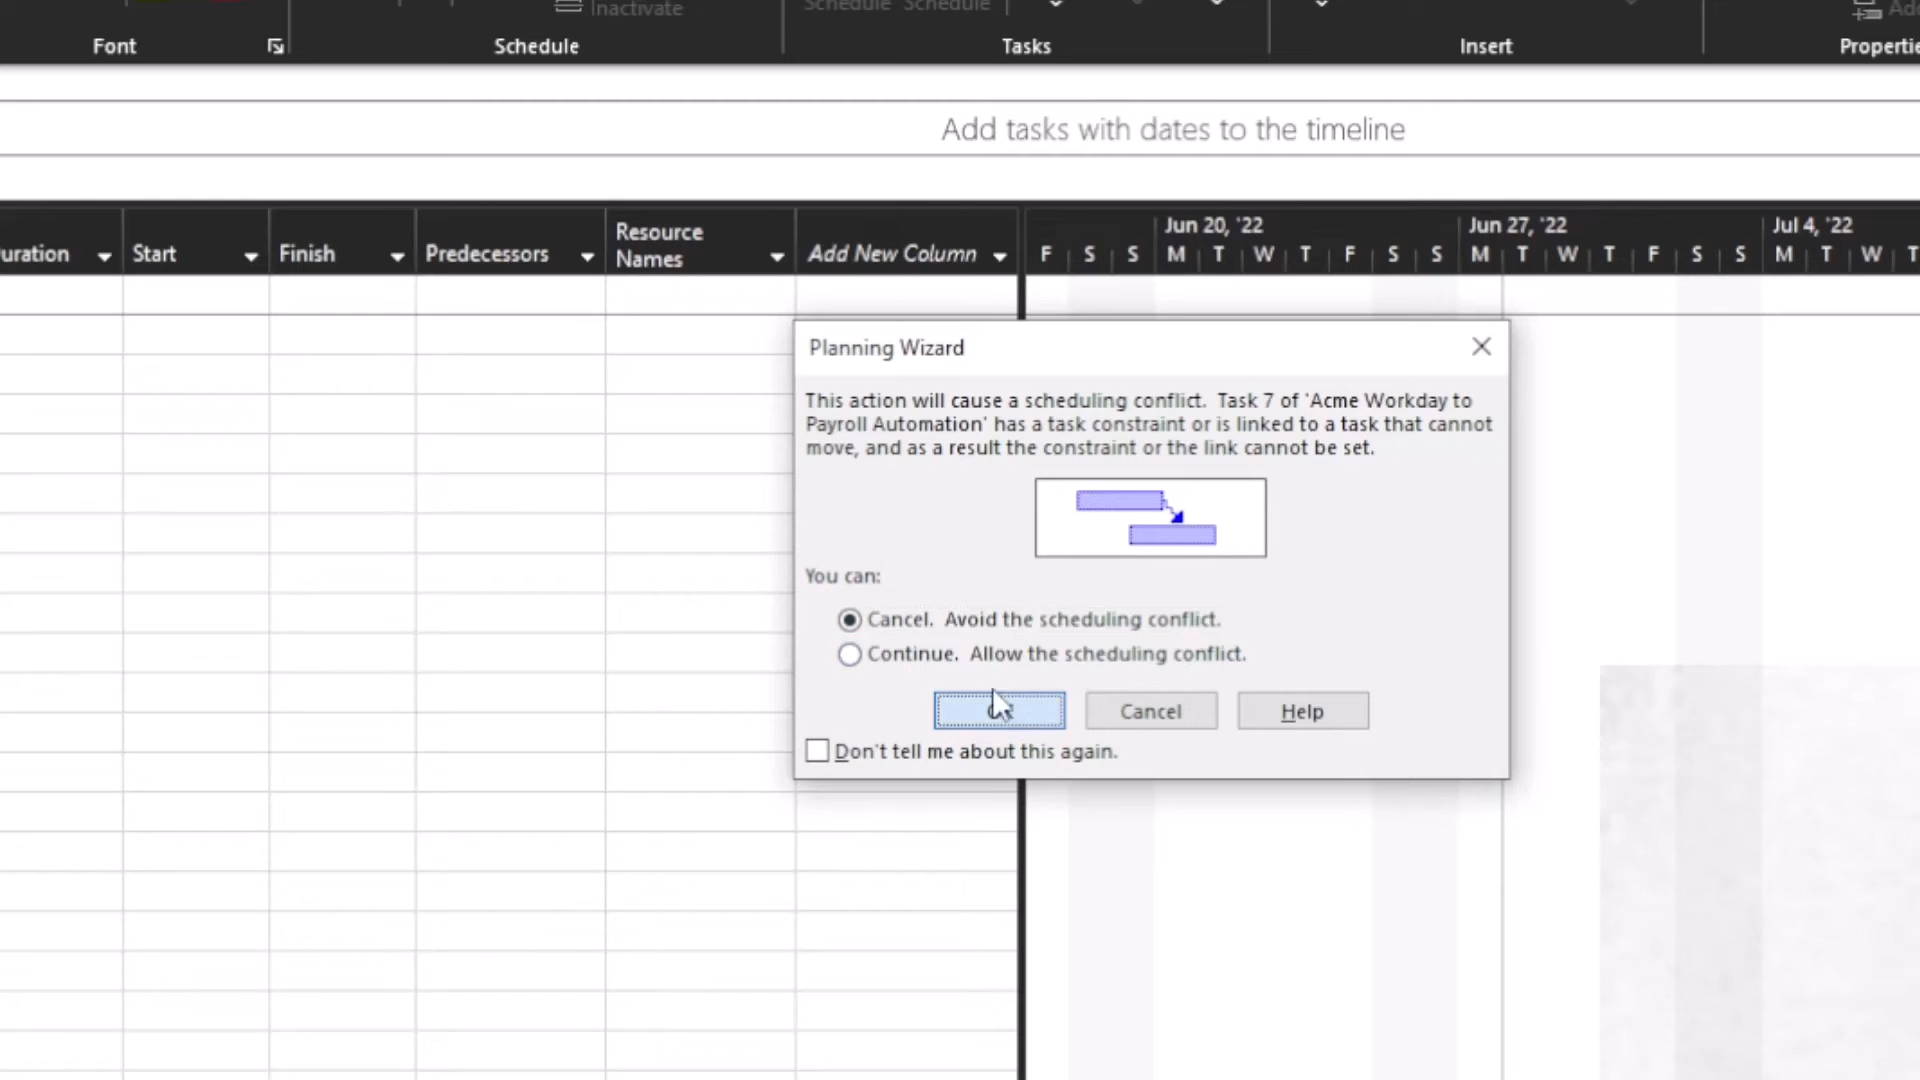 Inactivate
Schedule Schedule
Font
Schedule
Tasks
Insert
Add tasks with dates to the timeline
Start
Finish
Predecessors
Resource
Names
Add New Column
Jun 20, '22
Jun 27, '22
Jul 4, '22
F S S M T W T F S S M T W T F S S M T W T
Planning Wizard
This action will cause a scheduling conflict. Task 7 of 'Acme Workday to
Payroll Automation' has a task constraint or is linked to a task that cannot
move, and as a result the constraint or the link cannot be set.
You can:
Cancel. Avoid the scheduling conflict.
Continue. Allow the scheduling conflict.
Cancel
Help
Don't tell me about this again.